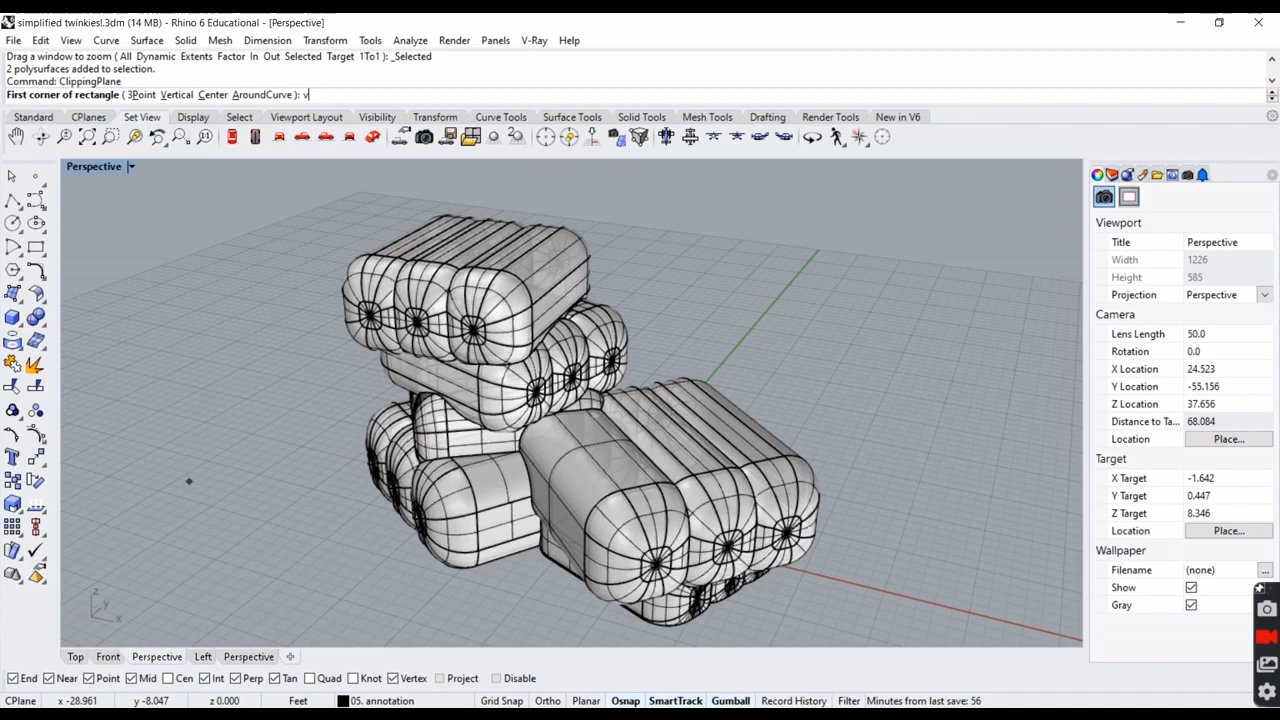 simplified twinkies!.3dm (14 MB) - Rhino 6 Educational - [Perspective]
File Edit View Curve Surface Solid Mesh Dimension Transform Tools Analyze Render Panels V-Ray Help
Drag a window to zoom ( All Dynamic Extents Factor In Out Selected Target 1To1 ): _Selected
2 polysurfaces added to selection.
Command: ClippingPlane
First corner of rectangle ( 3Point Vertical Center AroundCurve ): v
Standard CPlanes Set View Display Select Viewport Layout Visibility Transform Curve Tools Surface Tools Solid Tools Mesh Tools Render Tools Drafting New in V6
Perspective
Viewport
Title Perspective
Width 1226
Height 585
Projection Perspective
Camera
Lens Length 50.0
Rotation 0.0
X Location 24.523
Y Location -55.156
Z Location 37.656
Distance to Ta... 68.084
Location Place...
Target
X Target -1.642
Y Target 0.447
Z Target 8.346
Location Place...
Wallpaper
Filename (none) ...
Show
Gray
z
y
x
Top Front Perspective Left Perspective
End Near Point Mid Cen Int Perp Tan Quad Knot Vertex Project Disable
CPlane x -28.961 y -8.047 z 0.000 Feet 05. annotation Grid Snap Ortho Planar Osnap SmartTrack Gumball Record History Filter Minutes from last save: 56